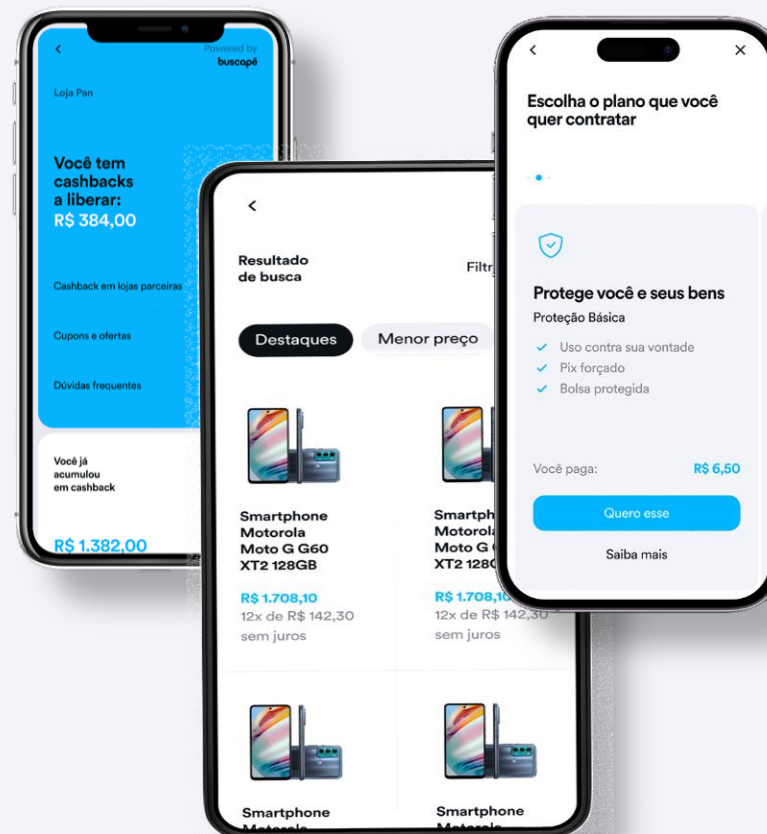 Powered by
buscapé
Loja Pan
Você tem
cashbacks
a liberar:
R$ 384,00
Cashback em lojas parceiras
Cupons e ofertas
Dúvidas frequentes
Você já
acumulou
em cashback
R$ 1.382,00
Resultado
de busca
Destaques
Menor preço
Smartphone
Motorola
Moto G G60
XT2 128GB
R$ 1.708,10
12x de R$ 142,30
sem juros
Moto G
R$ 1.708,10
12x de R$ 142,30
sem juros
Smartphone
Motorola
Smartphone
Motorola
Escolha o plano que você
quer contratar
Protege você e seus bens
Proteção Básica
Uso contra sua vontade
Pix forçado
Bolsa protegida
Você paga:
R$ 6,50
Quero esse
Saiba mais